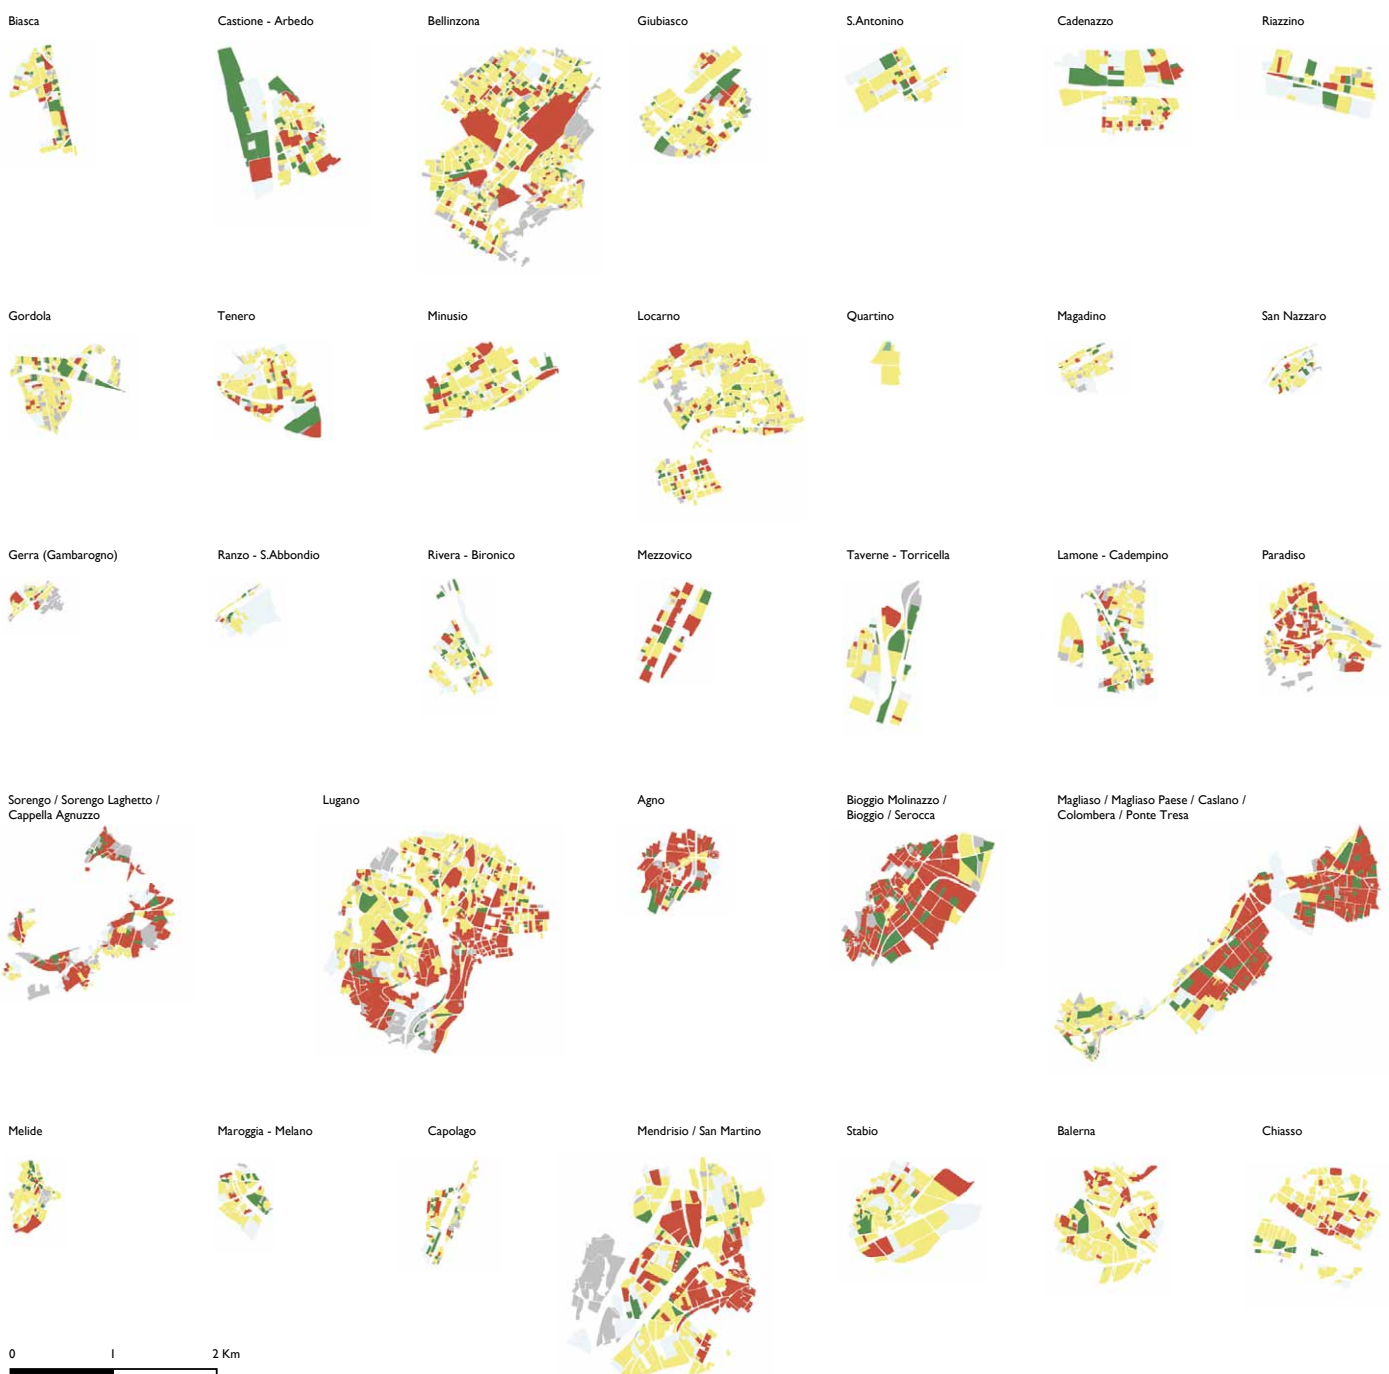 Biasca
Castione - Arbedo
Bellinzona
Giubiasco
S.Antonino
Cadenazzo
Riazzino
Gordola
Tenero
Minusio
Locarno
Quartino
Magadino
San Nazzaro
Gerra (Gambarogno)
Ranzo - S.Abbondio
Rivera - Bironico
Mezzovico
Taverne - Torricella
Lamone - Cadempino
Paradiso
Sorengo / Sorengo Laghetto /
Cappella Agnuzzo
Lugano
Agno
Bioggio Molinazzo /
Bioggio / Serocca
Magliaso / Magliaso Paese / Caslano /
Colombera / Ponte Tresa
Melide
Maroggia - Melano
Capolago
Mendrisio / San Martino
Stabio
Balerna
Chiasso
0 1 2 Km